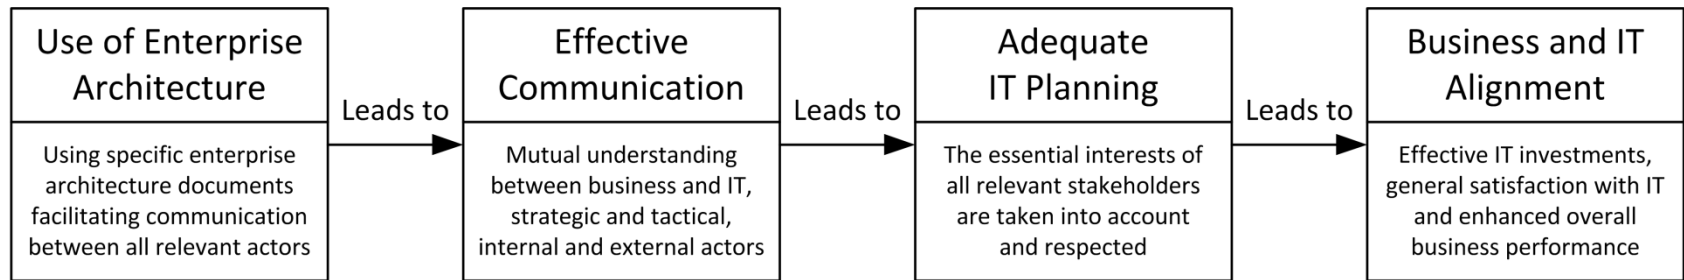 Use of Enterprise
Architecture
Using specific enterprise
architecture documents
facilitating communication
between all relevant actors
Leads to
Effective
Communication
Mutual understanding
between business and IT,
strategic and tactical,
internal and external actors
Leads to
Adequate
IT Planning
The essential interests of
all relevant stakeholders
are taken into account
and respected
Leads to
Business and IT
Alignment
Effective IT investments,
general satisfaction with IT
and enhanced overall
business performance